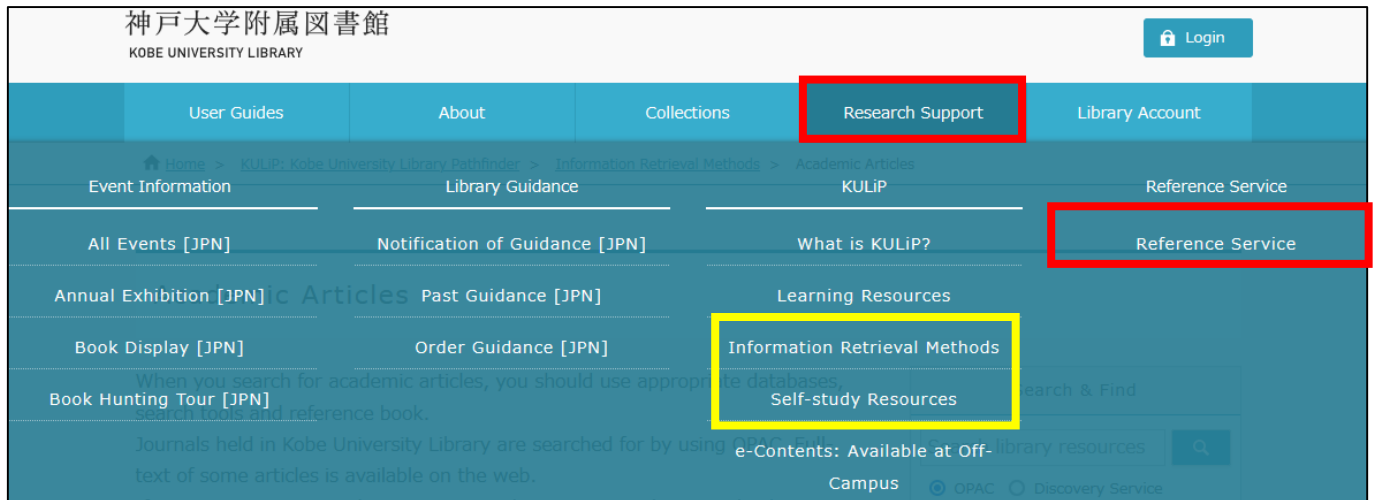 神戸大学附属図書館
KOBE UNIVERSITY LIBRARY
Login
User Guides
About
Collections
Research Support
Library Account
Home > KULiP: Kobe University Library Pathfinder > Information Retrieval Methods > Academic Articles
Event Information
All Events [JPN]
Annual Exhibition [JPN]
Book Display [JPN]
Book Hunting Tour [JPN]
Library Guidance
Notification of Guidance [JPN]
Past Guidance [JPN]
Order Guidance [JPN]
KULiP
What is KULiP?
Learning Resources
Information Retrieval Methods
Self-study Resources
e-Contents: Available at Off-
Campus
Reference Service
Reference Service
When you search for academic articles, you should use appropriate databases,
search tools and reference book.
Journals held in Kobe University Library are searched for by using OPAC. Full-
text of some articles is available on the web.
Search & Find
Search library resources
OPAC
Discovery Service